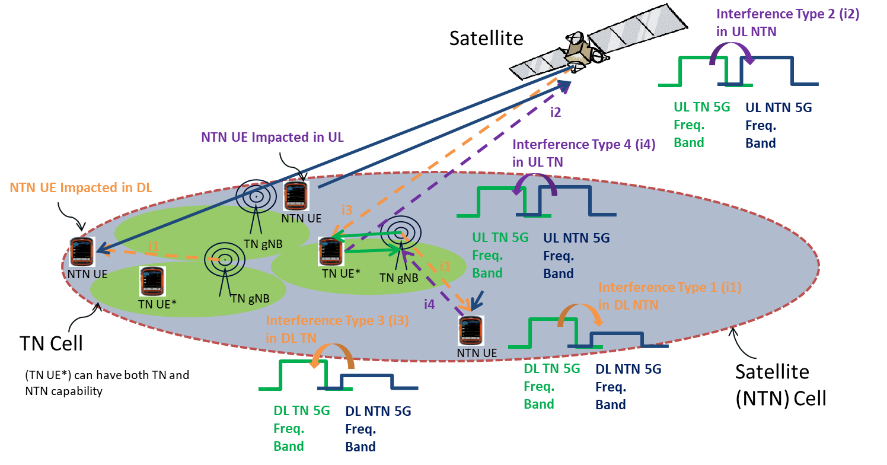 Satellite
Interference Type 2 (i2)
in UL NTN
UL TN 5G
Freq.
Band
UL NTN 5G
Freq.
Band
i2
NTN UE Impacted in UL
Interference Type 4 (i4)
in UL TN
NTN UE Impacted in DL
NTN UE
i3
TN gNB
UL TN 5G
Freq.
Band
UL NTN 5G
Freq.
Band
i1
NTN UE
TN UE*
TN gNB
i1
TN UE*
TN gNB
i4
Interference Type 1 (i1)
in DL NTN
Interference Type 3 (i3)
in DL TN
NTN UE
TN Cell
(TN UE*) can have both TN and
NTN capability
DL TN 5G
Freq.
Band
DL NTN 5G
Freq.
Band
Satellite
(NTN) Cell
DL TN 5G
Freq.
Band
DL NTN 5G
Freq.
Band